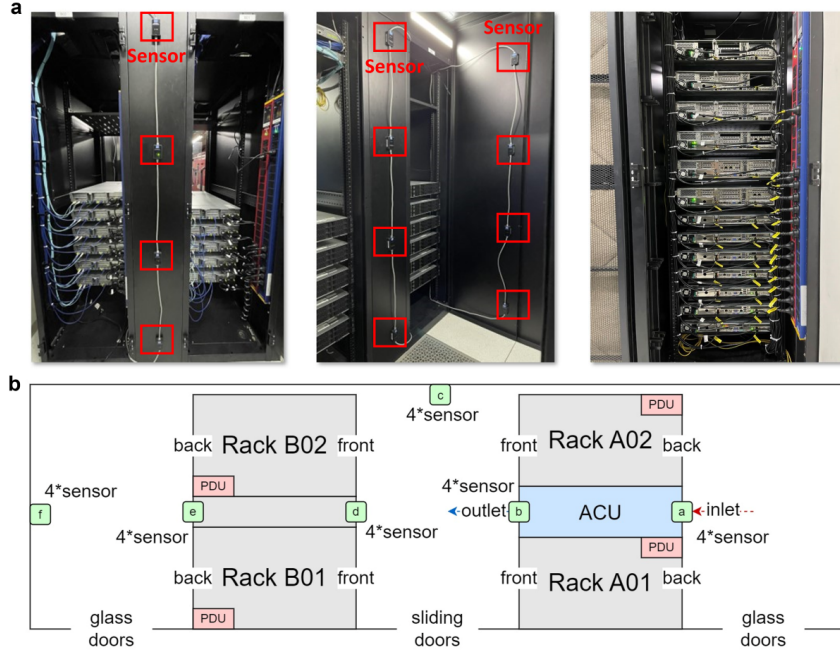 a
Sensor
Sensor
Sensor
b
c
4*sensor
PDU
back
Rack B02
front
front
Rack A02
back
4*sensor
PDU
4*sensor
f
e
d
outlet
b
ACU
a
inlet
4*sensor
4*sensor
4*sensor
PDU
back
Rack B01
front
front
Rack A01
back
PDU
glass
doors
sliding
doors
glass
doors